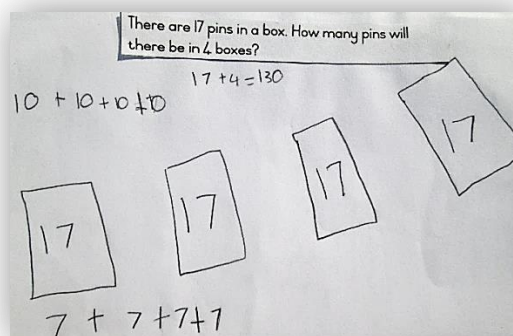 There are 17 pins in a box. How many pins will
there be in 4 boxes?
17 + 4 = 130
10 + 10 + 10 + 10
17
17
17
17
7 + 7 + 7 + 7